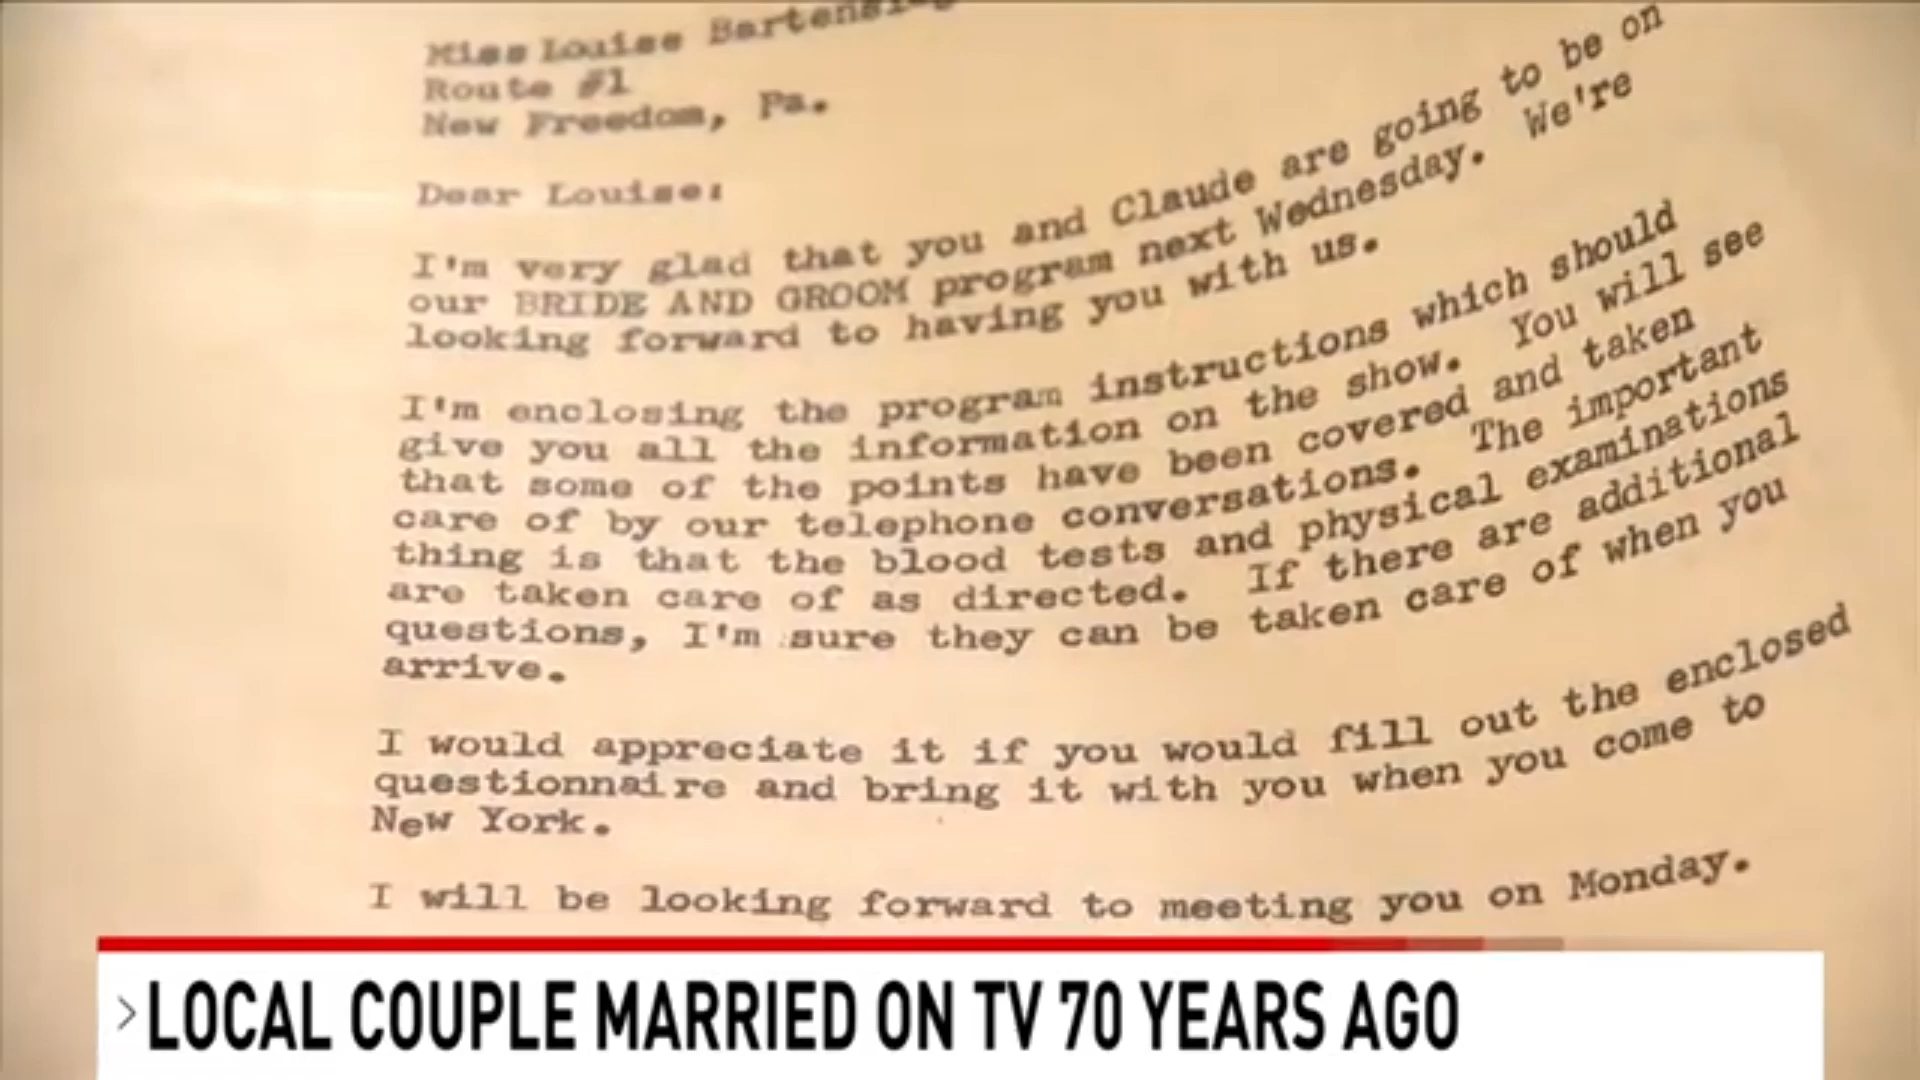 Miss Louise
Route #1
New Freedom, Pa.
Dear Louise:
I'm very glad that you and Claude are going to be on
our BRIDE AND GROOM program next Wednesday. We're
looking forward to having you with us.
I'm enclosing the program instructions which should
give you all the information on the show. You will see
that some of the points have been covered and taken
care of by our telephone conversations. The important
thing is that the blood tests and physical examinations
are taken care of as directed. If there are additional
questions, I'm sure they can be taken care of when you
arrive.
I would appreciate it if you would fill out the enclosed
questionnaire and bring it with you when you come to
New York.
I will be looking forward to meeting you on Monday.
LOCAL COUPLE MARRIED ON TV 70 YEARS AGO